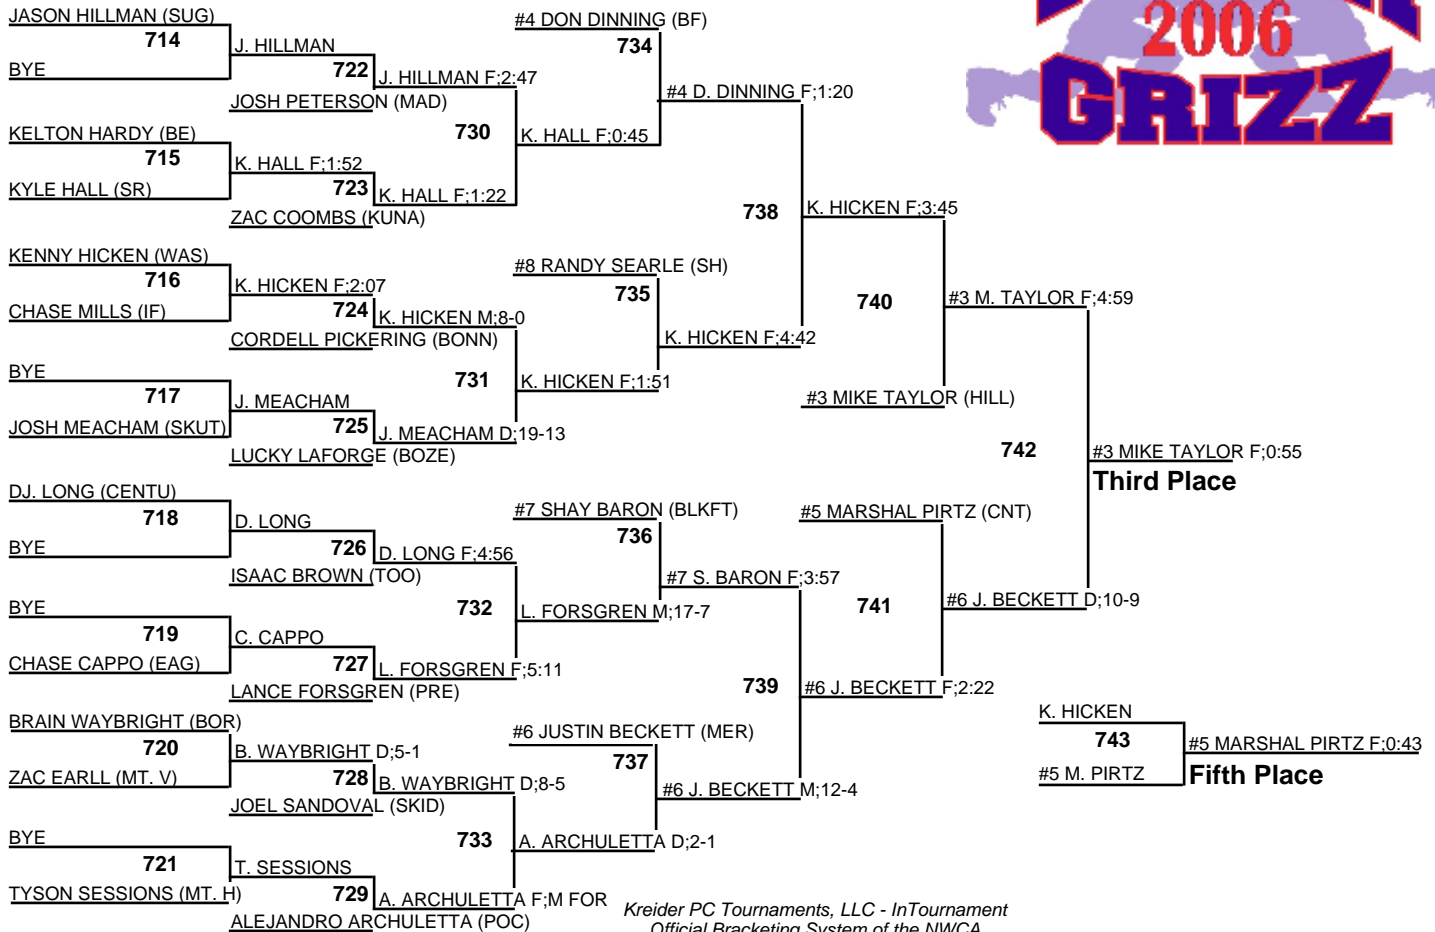 JASON HILLMAN (SUG)
714
BYE
J. HILLMAN
722
JOSH PETERSON (MAD)
J. HILLMAN F;2:47
KELTON HARDY (BE)
715
KYLE HALL (SR)
K. HALL F;1:52
723
ZAC COOMBS (KUNA)
K. HALL F;1:22
730
K. HALL F;0:45
#4 DON DINNING (BF)
734
#4 D. DINNING F;1:20
KENNY HICKEN (WAS)
716
CHASE MILLS (IF)
K. HICKEN F;2:07
724
CORDELL PICKERING (BONN)
K. HICKEN M;8-0
BYE
717
JOSH MEACHAM (SKUT)
J. MEACHAM
725
LUCKY LAFORGE (BOZE)
J. MEACHAM D;19-13
731
K. HICKEN F;1:51
#8 RANDY SEARLE (SH)
735
K. HICKEN F;4:42
738
K. HICKEN F;3:45
740
#3 MIKE TAYLOR (HILL)
#3 M. TAYLOR F;4:59
DJ. LONG (CENTU)
718
BYE
D. LONG
726
ISAAC BROWN (TOO)
D. LONG F;4:56
BYE
719
CHASE CAPPO (EAG)
C. CAPPO
727
LANCE FORSGREN (PRE)
L. FORSGREN F;5:11
732
L. FORSGREN M;17-7
#7 SHAY BARON (BLKFT)
736
#7 S. BARON F;3:57
BRAIN WAYBRIGHT (BOR)
720
ZAC EARLL (MT. V)
B. WAYBRIGHT D;5-1
728
JOEL SANDOVAL (SKID)
B. WAYBRIGHT D;8-5
BYE
721
TYSON SESSIONS (MT. H)
T. SESSIONS
729
ALEJANDRO ARCHULETTA (POC)
A. ARCHULETTA F;M FOR
733
A. ARCHULETTA D;2-1
#6 JUSTIN BECKETT (MER)
737
#6 J. BECKETT M;12-4
739
#6 J. BECKETT F;2:22
#5 MARSHAL PIRTZ (CNT)
741
#6 J. BECKETT D;10-9
742
#3 MIKE TAYLOR F;0:55
Third Place
K. HICKEN
743
#5 M. PIRTZ
#5 MARSHAL PIRTZ F;0:43
Fifth Place
2006
GRIZZ
Kreider PC Tournaments, LLC - InTournament
Official Bracketing System of the NWCA